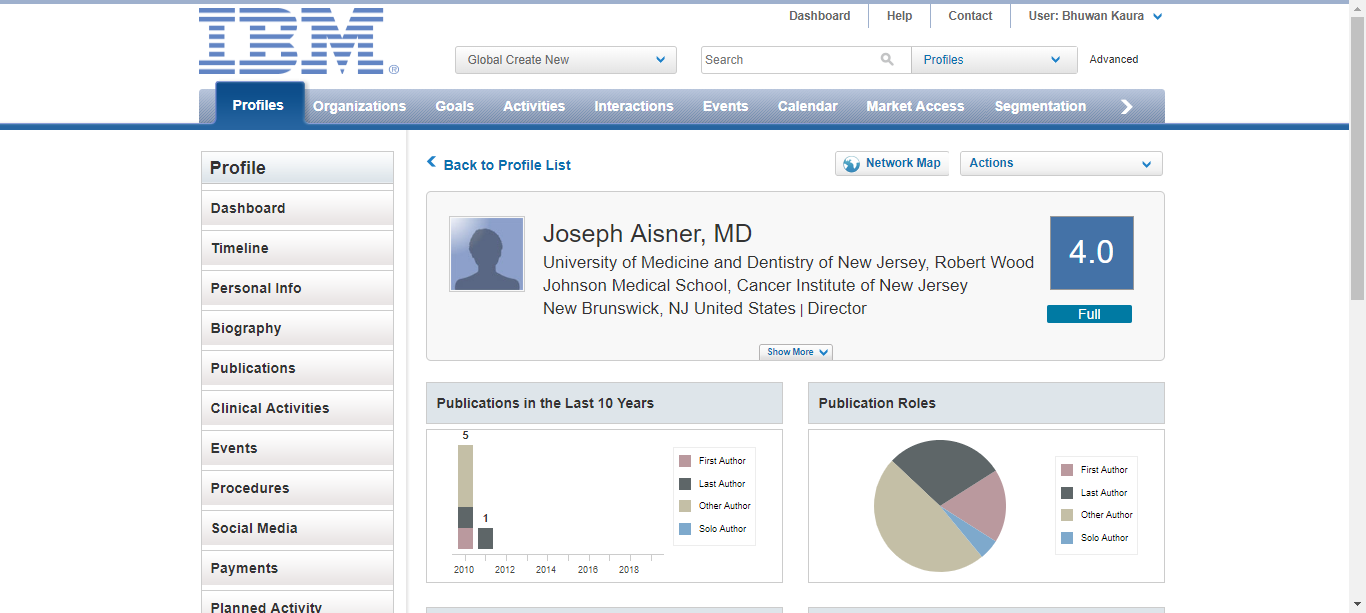 Dashboard Help Contact User: Bhuwan Kaura
IBM®
Global Create New Search Profiles Advanced
Profiles Organizations Goals Activities Interactions Events Calendar Market Access Segmentation
Profile
Dashboard
Timeline
Personal Info
Biography
Publications
Clinical Activities
Events
Procedures
Social Media
Payments
Planned Activity
Back to Profile List Network Map Actions
Joseph Aisner, MD
University of Medicine and Dentistry of New Jersey, Robert Wood
Johnson Medical School, Cancer Institute of New Jersey
New Brunswick, NJ United States | Director
4.0
Full
Show More
Publications in the Last 10 Years
5
1
2010 2012 2014 2016 2018
First Author
Last Author
Other Author
Solo Author
Publication Roles
First Author
Last Author
Other Author
Solo Author